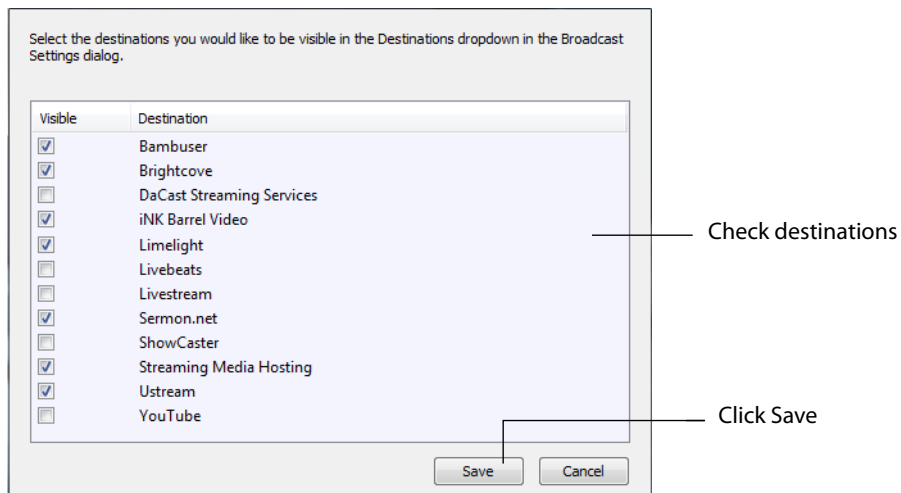 Select the destinations you would like to be visible in the Destinations dropdown in the Broadcast
Settings dialog.
Visible Destination
Bambuser
Brightcove
DaCast Streaming Services
iNK Barrel Video
Limelight
Livebeats
Livestream
Sermon.net
ShowCaster
Streaming Media Hosting
Ustream
YouTube
Check destinations
Click Save
Save Cancel